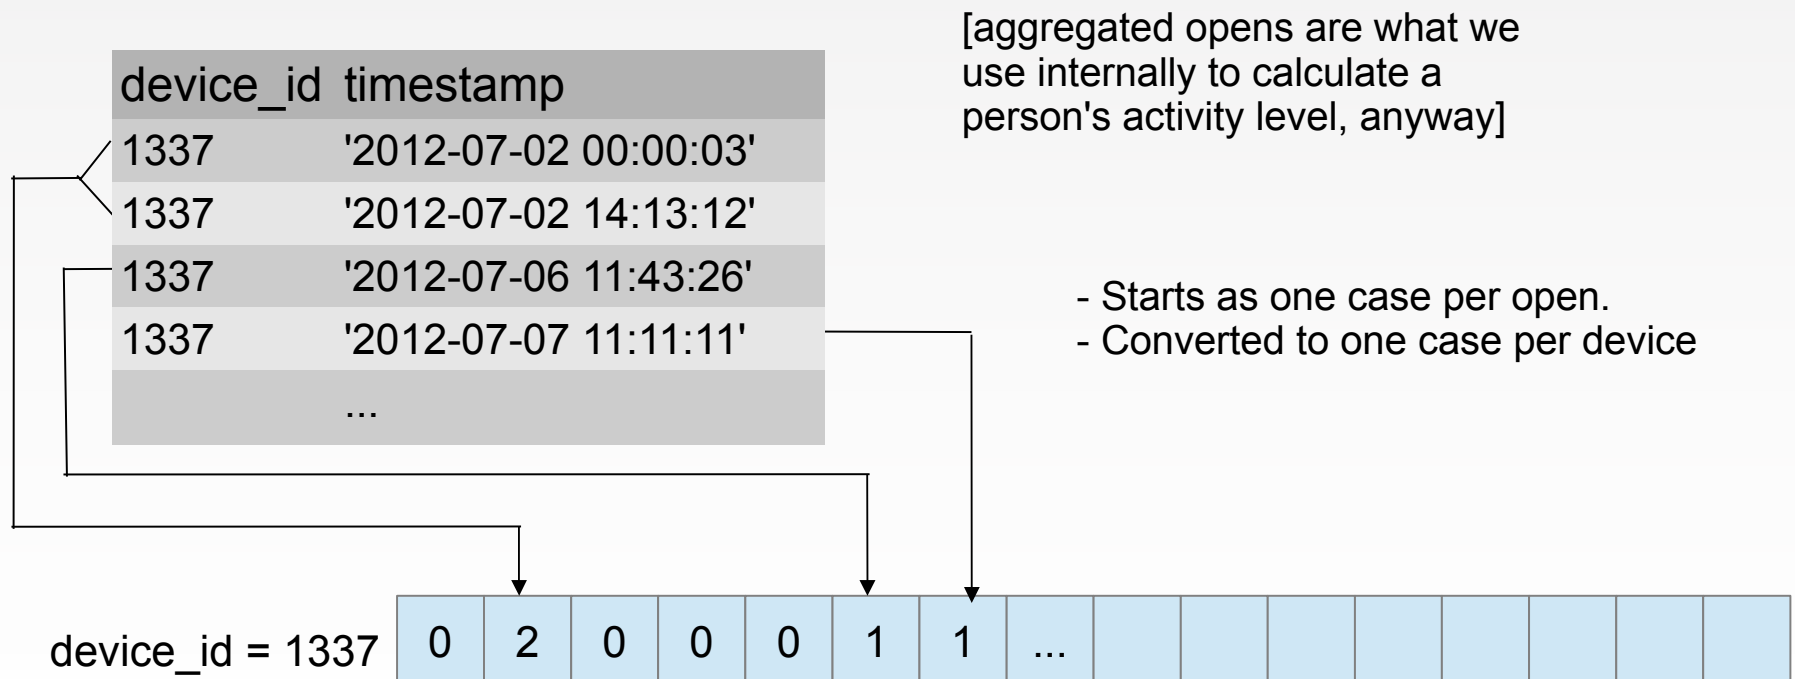 [aggregated opens are what we
use internally to calculate a
person's activity level, anyway]
device_id timestamp
1337 '2012-07-02 00:00:03'
1337 '2012-07-02 14:13:12'
1337 '2012-07-06 11:43:26'
1337 '2012-07-07 11:11:11'
...
- Starts as one case per open.
- Converted to one case per device
device_id = 1337 0 2 0 0 0 1 1 ...